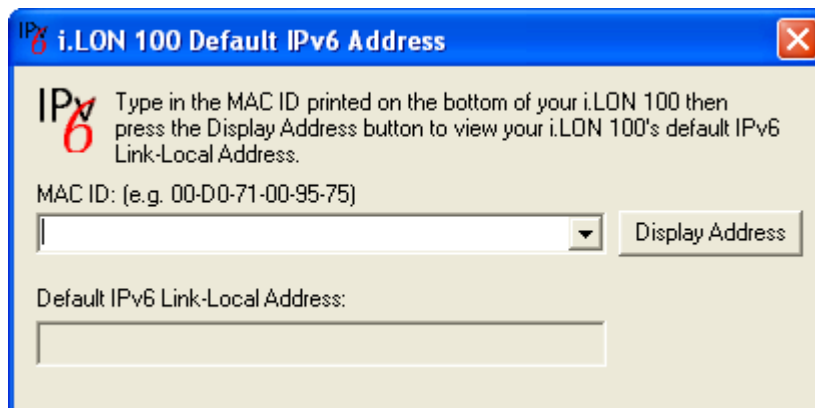 IPv6 i.LON 100 Default IPv6 Address
IPv6
Type in the MAC ID printed on the bottom of your i.LON 100 then
press the Display Address button to view your i.LON 100's default IPv6
Link-Local Address.
MAC ID: (e.g. 00-D0-71-00-95-75)
Display Address
Default IPv6 Link-Local Address: